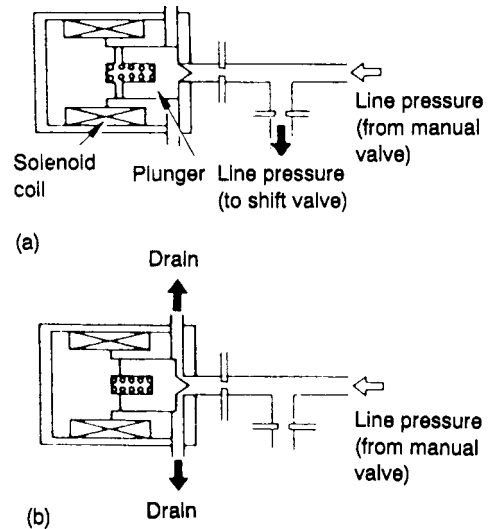 Line pressure
(from manual
valve)
Solenoid
coil
Plunger
Line pressure
(to shift valve)
(a)
Drain
Line pressure
(from manual
valve)
Drain
(b)